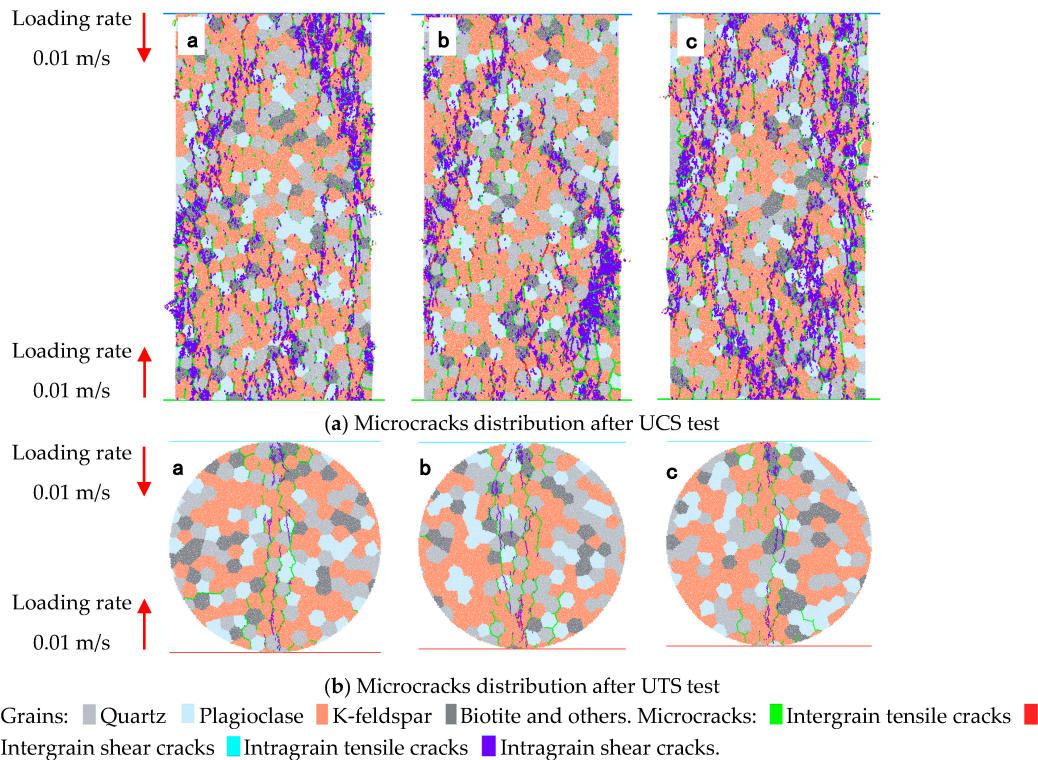 Loading rate
0.01 m/s
a
b
c
Loading rate
0.01 m/s
(a) Microcracks distribution after UCS test
Loading rate
0.01 m/s
a
b
c
Loading rate
0.01 m/s
(b) Microcracks distribution after UTS test
Grains: Quartz Plagioclase K-feldspar Biotite and others. Microcracks: Intergrain tensile cracks
Intergrain shear cracks Intragrain tensile cracks Intragrain shear cracks.